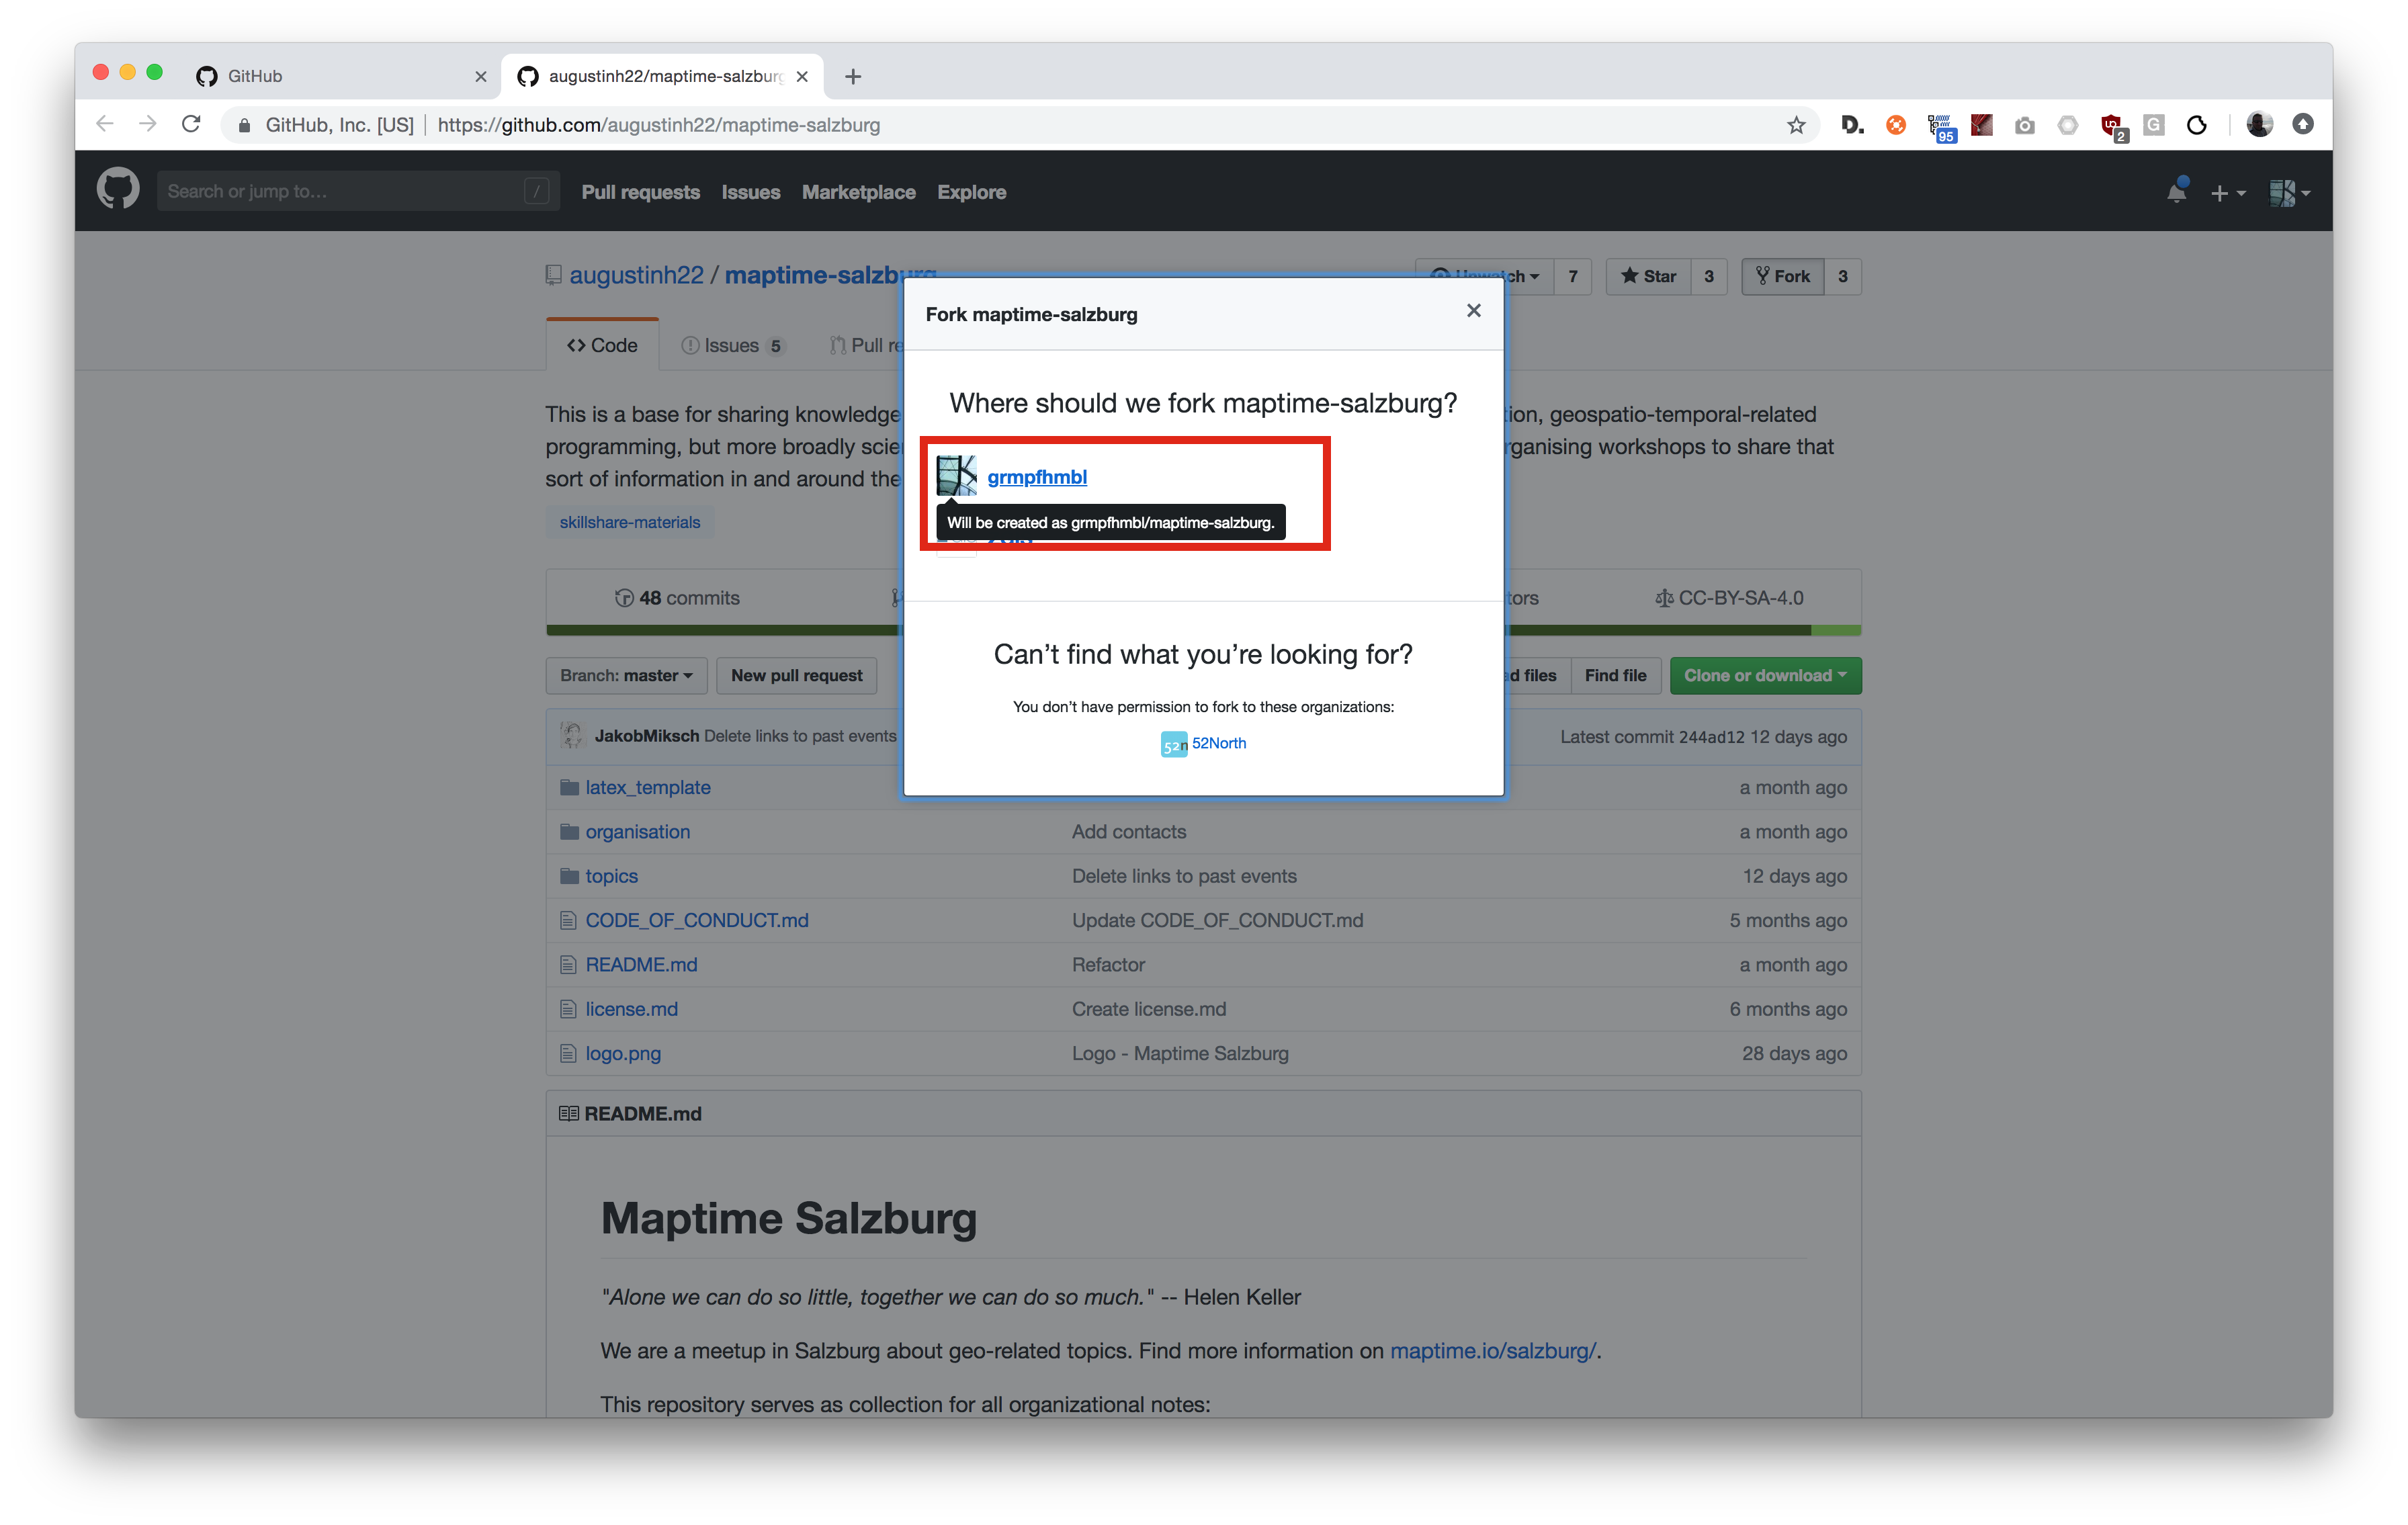 GitHub
augustinh22/maptime-salzburg
GitHub, Inc. [US] | https://github.com/augustinh22/maptime-salzburg
D.
95
2
G
Search or jump to…
/
Pull requests
Issues
Marketplace
Explore
augustinh22 / maptime-salzburg
Unwatch
7
Star
3
Fork
3
Code
Issues 5
Pull re
This is a base for sharing knowledge
tion, geospatio-temporal-related
programming, but more broadly scie
rganising workshops to share that
sort of information in and around the
skillshare-materials
48 commits
tors
CC-BY-SA-4.0
Branch: master
New pull request
d files
Find file
Clone or download
JakobMiksch Delete links to past events
Latest commit 244ad12 12 days ago
latex_template
a month ago
organisation
Add contacts
a month ago
topics
Delete links to past events
12 days ago
CODE_OF_CONDUCT.md
Update CODE_OF_CONDUCT.md
5 months ago
README.md
Refactor
a month ago
license.md
Create license.md
6 months ago
logo.png
Logo - Maptime Salzburg
28 days ago
README.md
Maptime Salzburg
"Alone we can do so little, together we can do so much." -- Helen Keller
We are a meetup in Salzburg about geo-related topics. Find more information on maptime.io/salzburg/.
This repository serves as collection for all organizational notes:
Fork maptime-salzburg
Where should we fork maptime-salzburg?
grmpfhmbl
Will be created as grmpfhmbl/maptime-salzburg.
Can’t find what you’re looking for?
You don’t have permission to fork to these organizations:
52n 52North